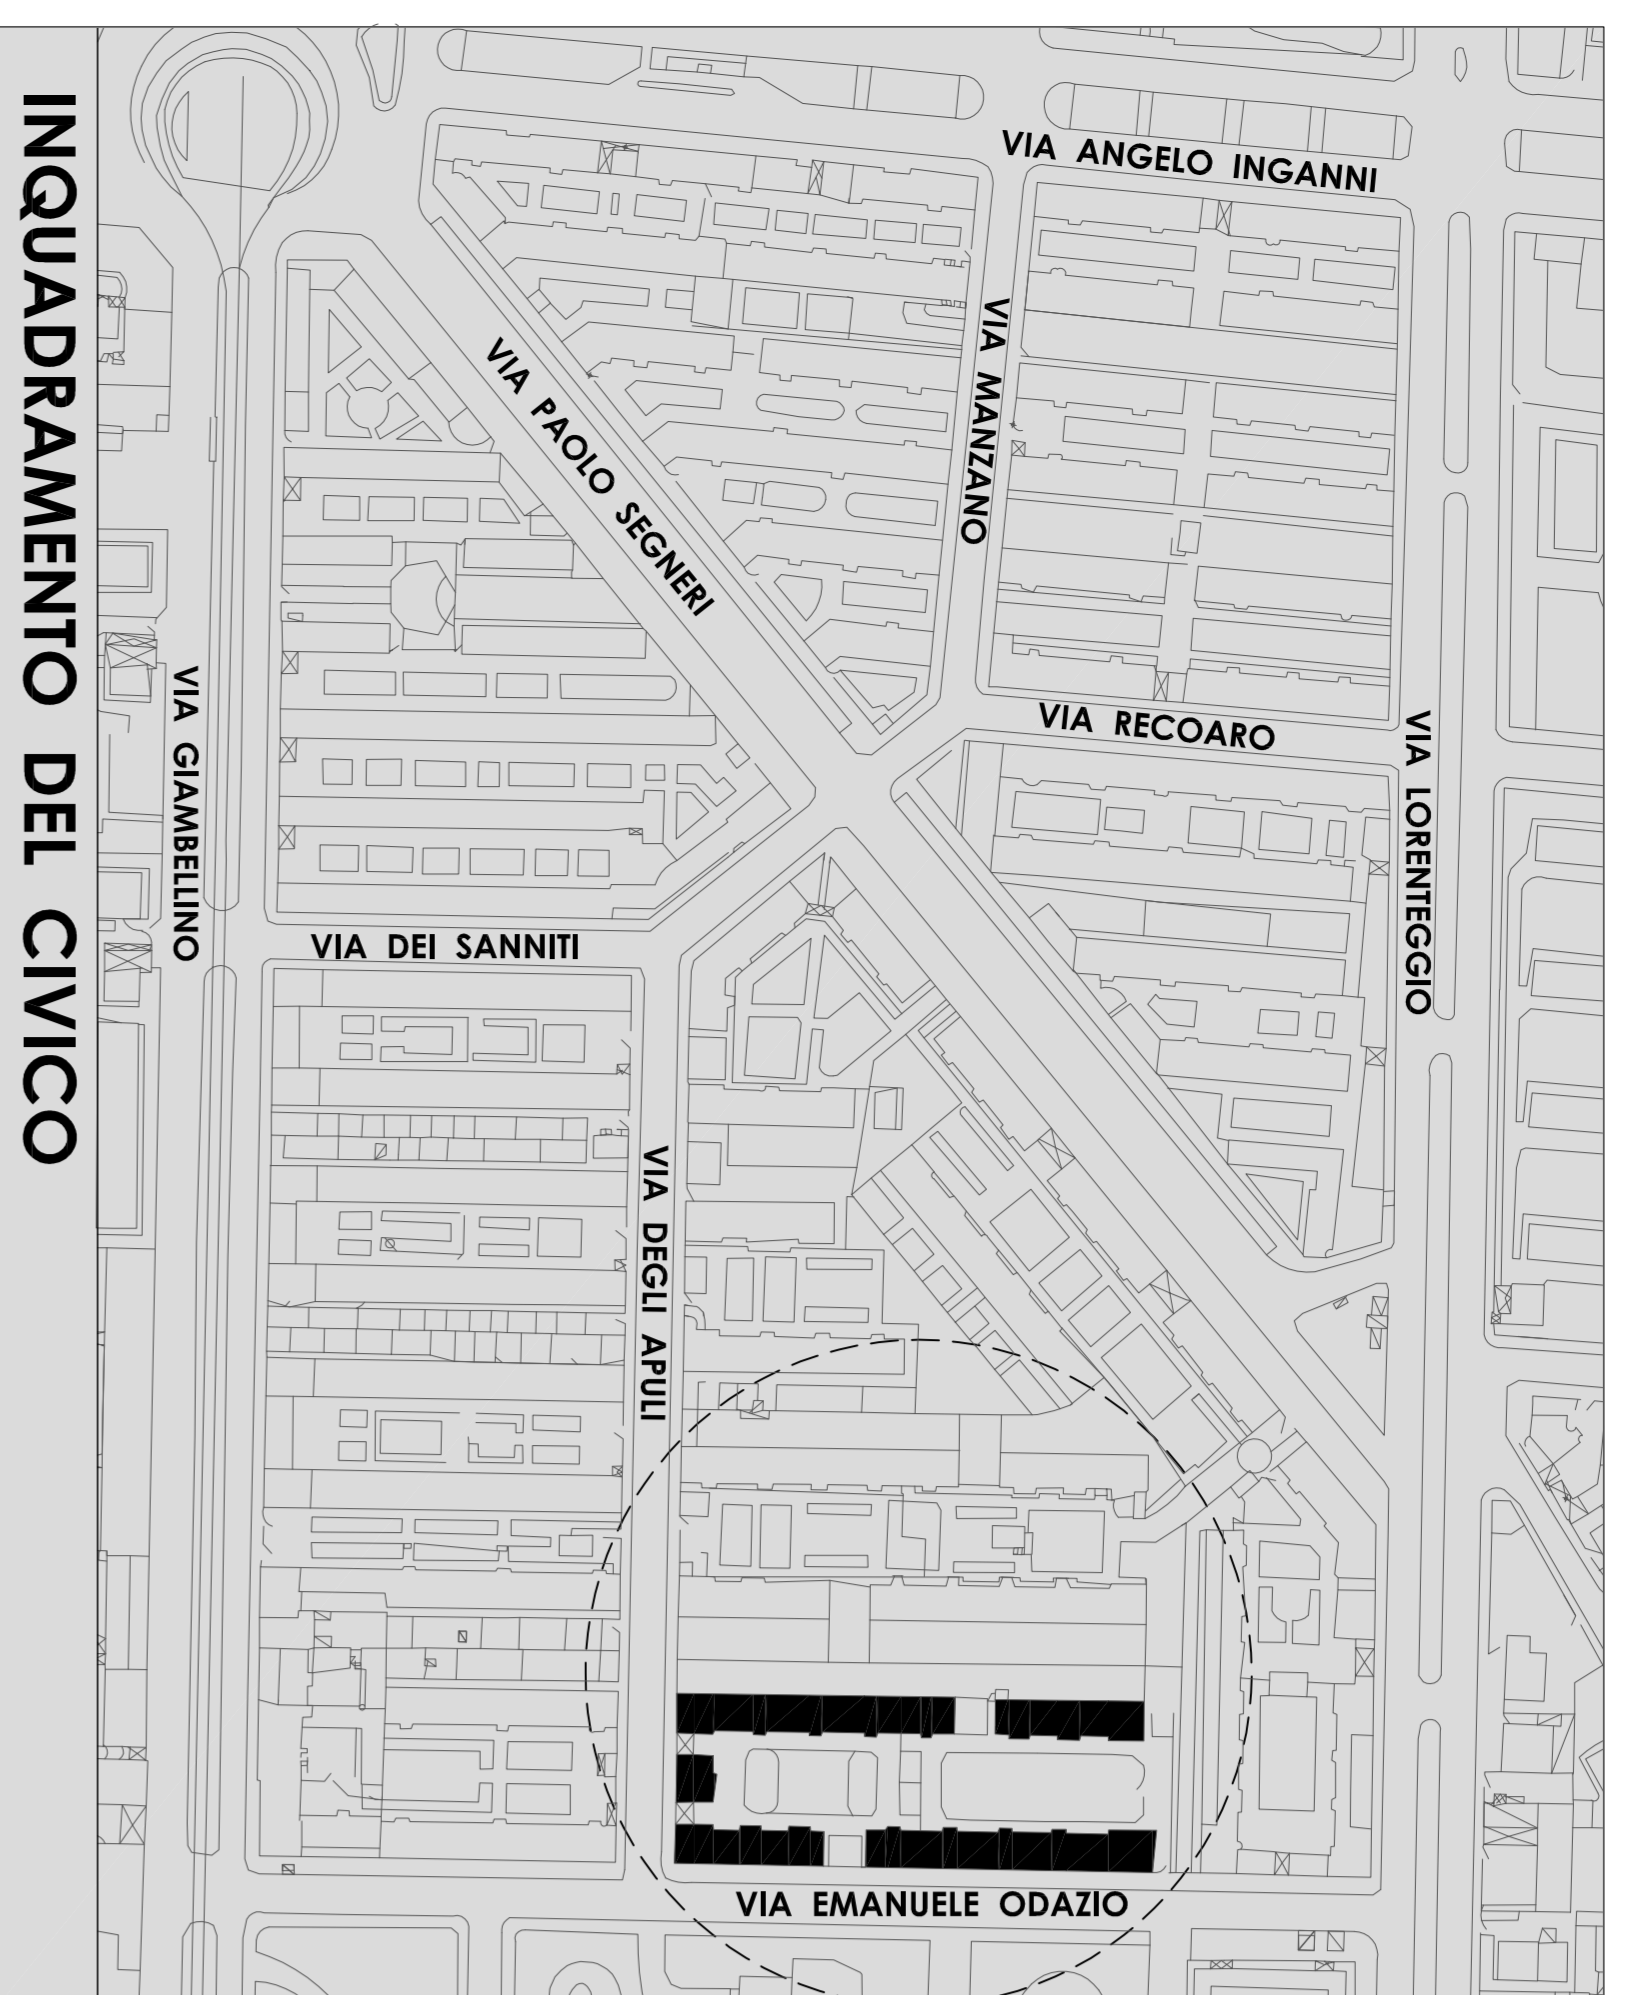 INQUADRAMENTO DEL CIVICO
VIA ANGELO INGANNI
VIA MANZANO
VIA PAOLO SEGNERI
VIA GIAMBELLINO
VIA RECOARO
VIA LORENTEGGIO
VIA DEI SANNITI
VIA DEGLI APULI
VIA EMANUELE ODAZIO